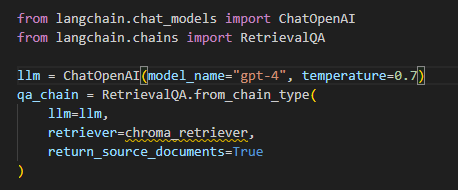 from langchain.chat_models import ChatOpenAI
from langchain.chains import RetrievalQA

llm = ChatOpenAI(model_name="gpt-4", temperature=0.7)
qa_chain = RetrievalQA.from_chain_type(
    llm=llm,
    retriever=chroma_retriever,
    return_source_documents=True
)